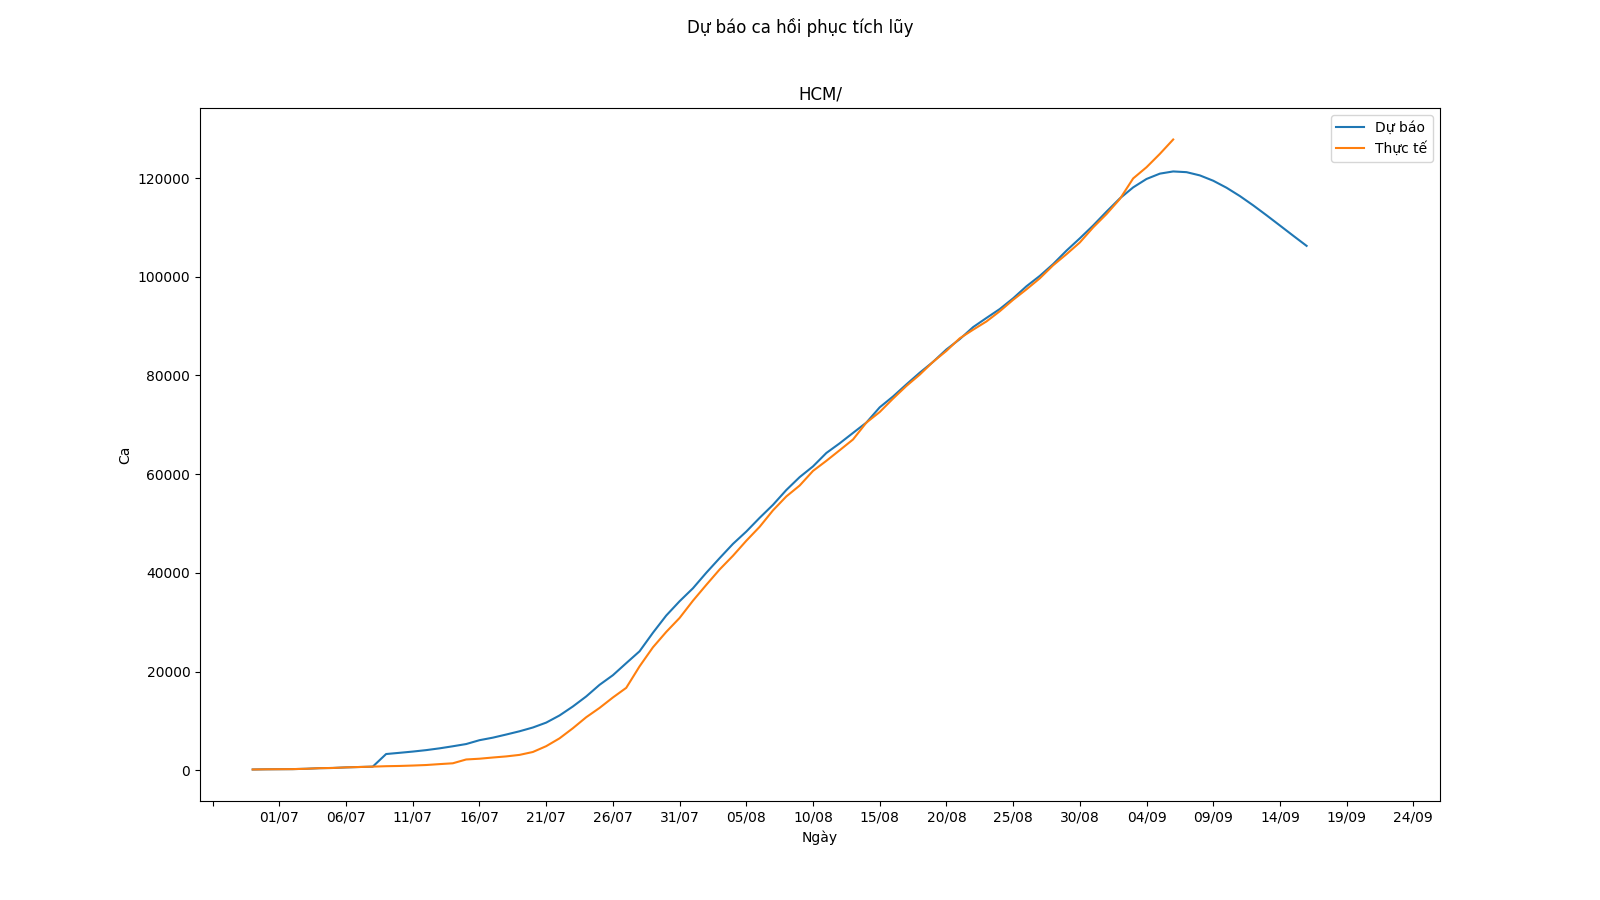 Dự báo ca hồi phục tích lũy
HCM/
Dự báo
Thực tế
120000
100000
80000
60000
40000
20000
0
Ca
01/07 06/07 11/07 16/07 21/07 26/07 31/07 05/08 10/08 15/08 20/08 25/08 30/08 04/09 09/09 14/09 19/09 24/09
Ngày